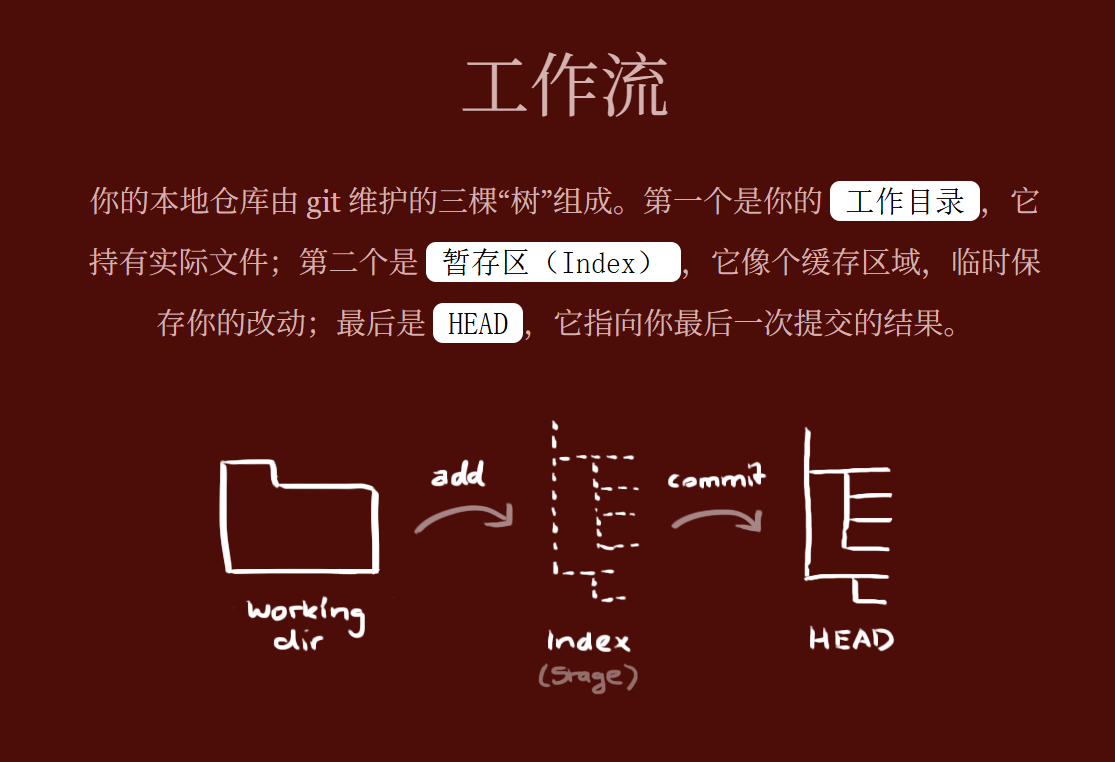 工作流
你的本地仓库由 git 维护的三棵“树”组成。第一个是你的 工作目录，它
持有实际文件；第二个是 暂存区（Index），它像个缓存区域，临时保
存你的改动；最后是 HEAD，它指向你最后一次提交的结果。
add
commit
working
dir
Index
(Stage)
HEAD